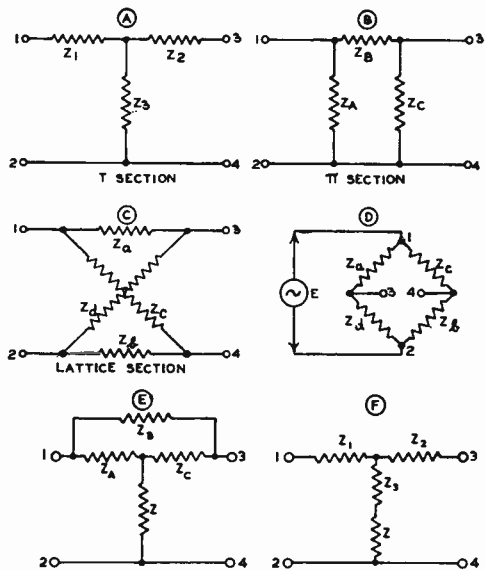 A
1 Z1 Z2 3
Z3
2 4
T SECTION
B
1 ZB 3
ZA ZC
2 4
π SECTION
C
1 Za 3
Zd Zc
2 Zb 4
LATTICE SECTION
D
1
Za Zc
E 3 4
Zd Zb
2
E
ZB
1 ZA ZC 3
Z
2 4
F
1 Z1 Z2 3
Z3
Z
2 4